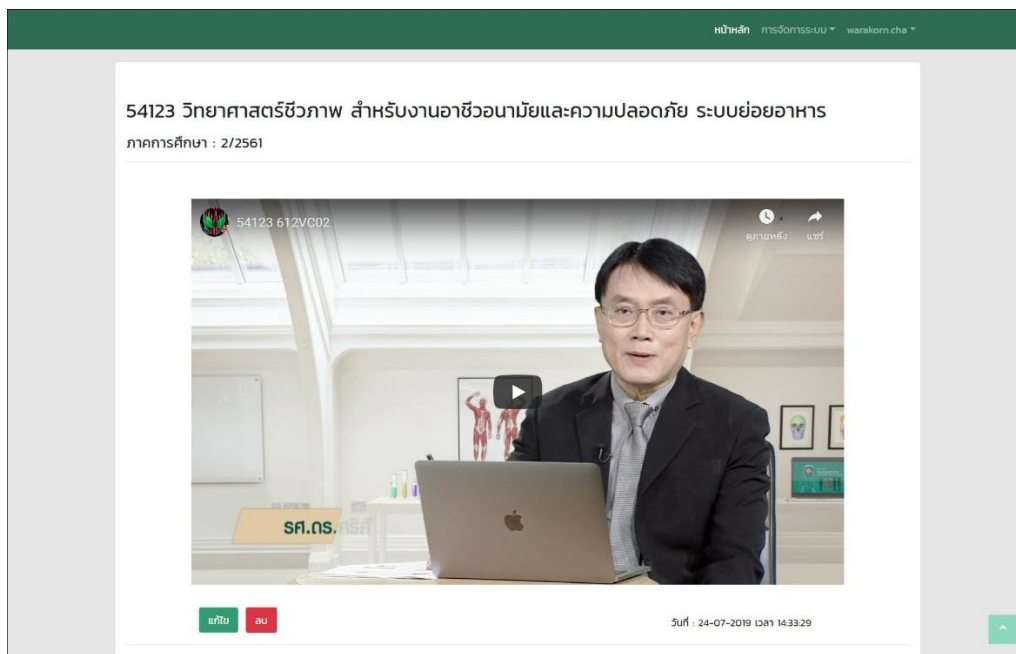 หน้าหลัก การจัดการระบบ warakorn.cha
54123 วิทยาศาสตร์ชีวภาพ สำหรับงานอาชีวอนามัยและความปลอดภัย ระบบย่อยอาหาร
ภาคการศึกษา : 2/2561
54123 612VC02
ดูภายหลัง แชร์
รศ.ดร.
แก้ไข ลบ
วันที่ : 24-07-2019 เวลา 14:33:29